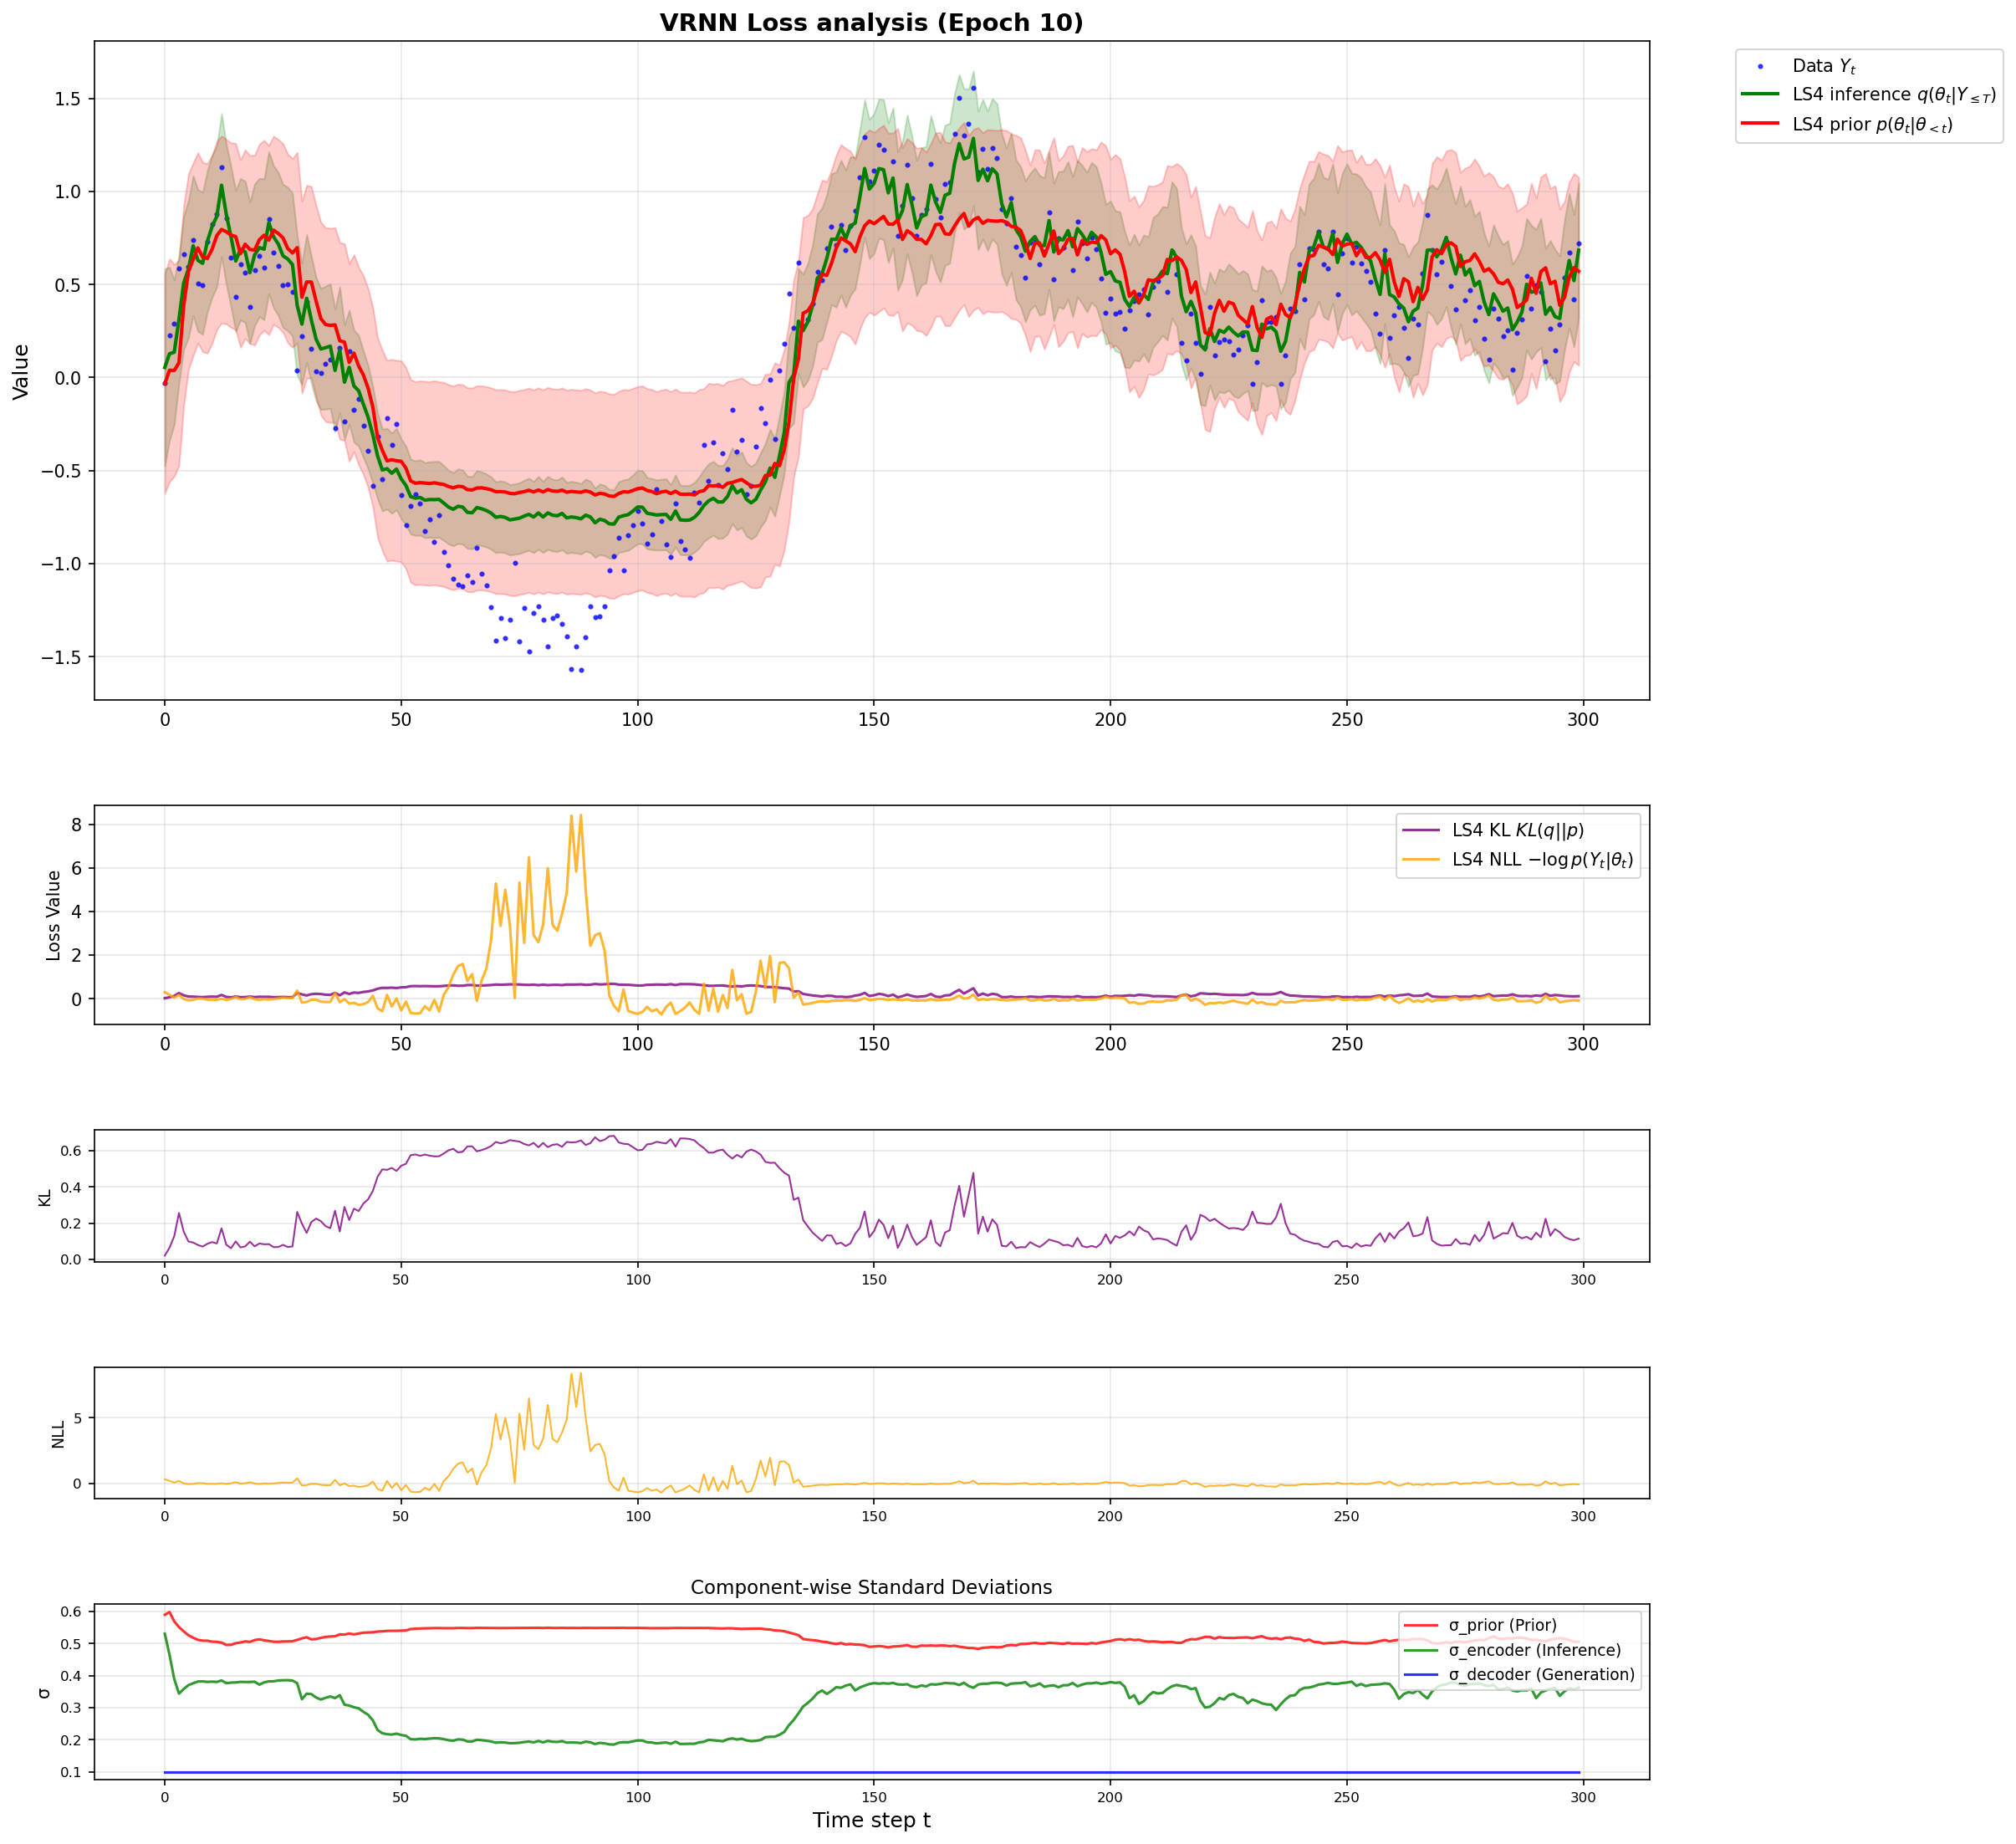 VRNN Loss analysis (Epoch 10)
Value
1.5
1.0
0.5
0.0
−0.5
−1.0
−1.5
0 50 100 150 200 250 300
Data Y_t
LS4 inference q(θ_t|Y_{≤T})
LS4 prior p(θ_t|θ_{<t})
Loss Value
8
6
4
2
0
0 50 100 150 200 250 300
LS4 KL KL(q||p)
LS4 NLL −log p(Y_t|θ_t)
KL
0.6
0.4
0.2
0.0
0 50 100 150 200 250 300
NLL
5
0
0 50 100 150 200 250 300
Component-wise Standard Deviations
σ
0.6
0.5
0.4
0.3
0.2
0.1
σ_prior (Prior)
σ_encoder (Inference)
σ_decoder (Generation)
0 50 100 150 200 250 300
Time step t